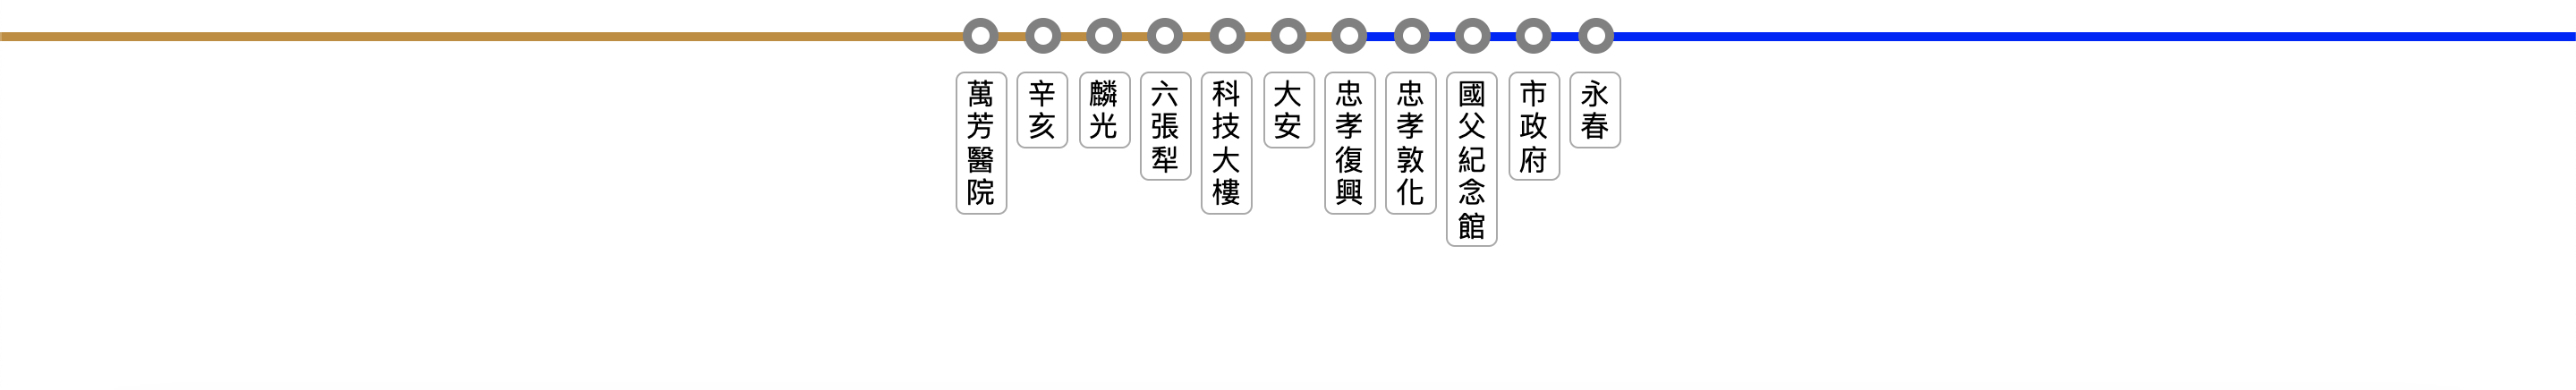 萬芳醫院
辛亥
麟光
六張犁
科技大樓
大安
忠孝復興
忠孝敦化
國父紀念館
市政府
永春